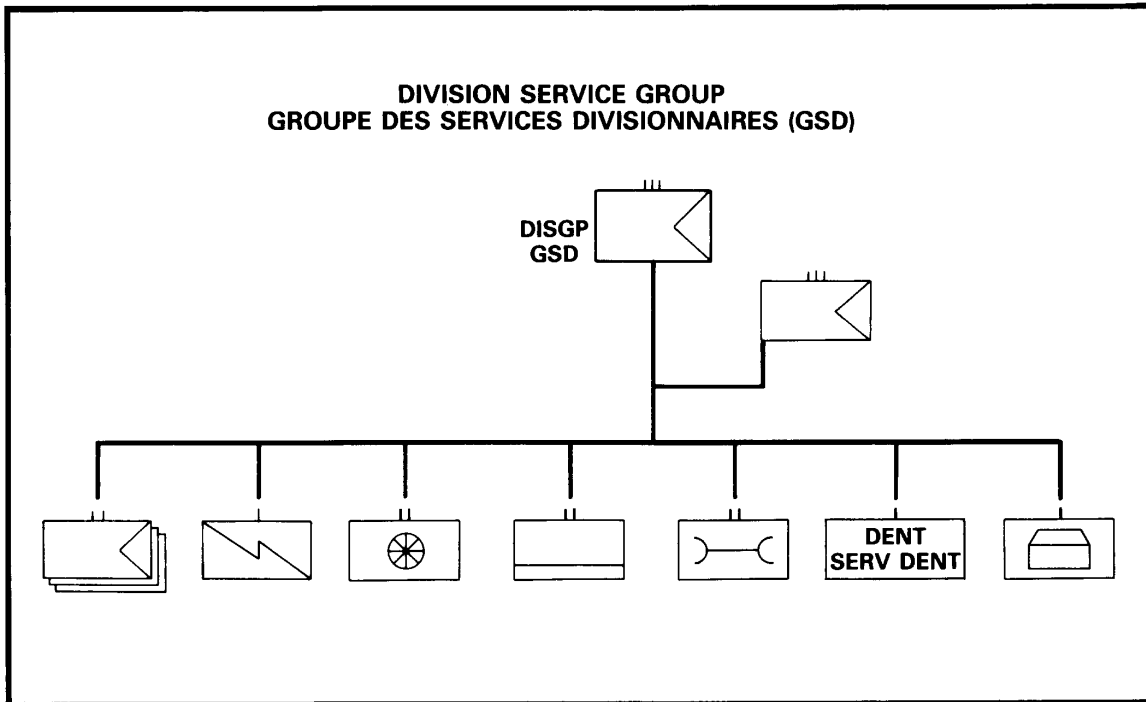 DIVISION SERVICE GROUP
GROUPE DES SERVICES DIVISIONNAIRES (GSD)
DISGP
GSD
DENT
SERV DENT